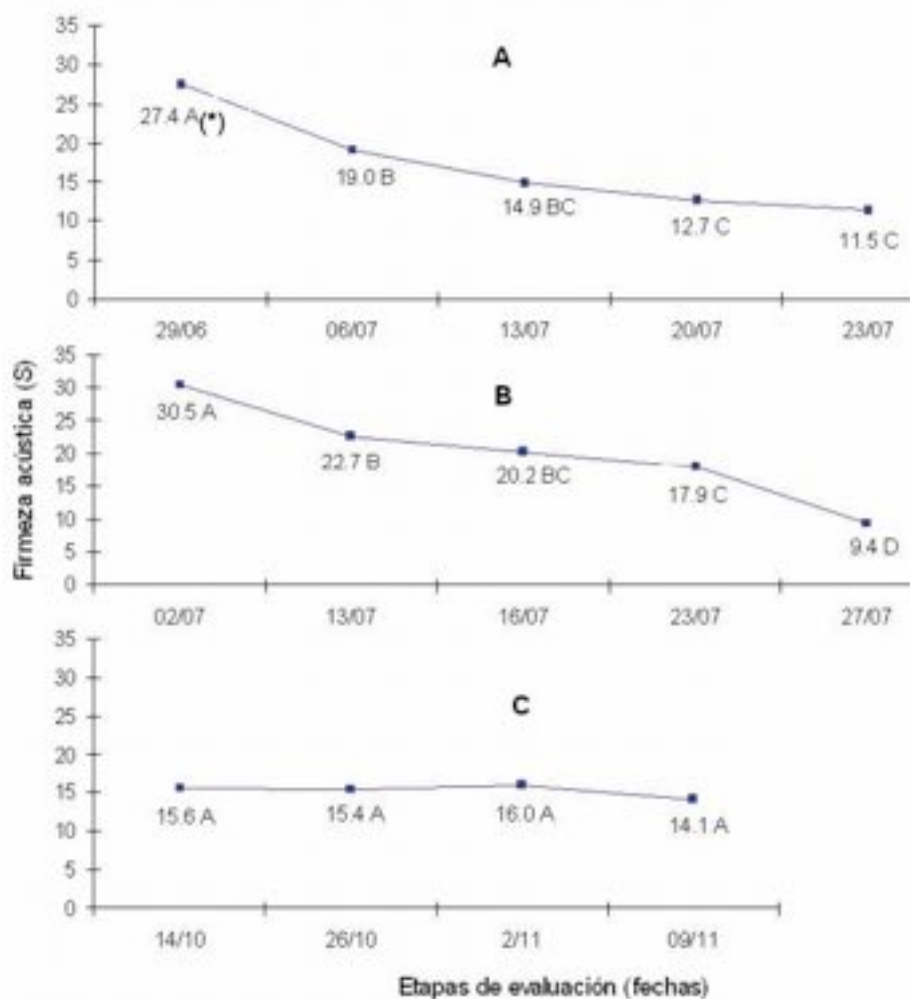 35
30
25
20
15
10
5
0
A
27.4 A(*)
19.0 B
14.9 BC
12.7 C
11.5 C
29/06 06/07 13/07 20/07 23/07
Firmeza acústica (S)
35
30
25
20
15
10
5
0
B
30.5 A
22.7 B
20.2 BC
17.9 C
9.4 D
02/07 13/07 16/07 23/07 27/07
35
30
25
20
15
10
5
0
C
15.6 A
15.4 A
16.0 A
14.1 A
14/10 26/10 2/11 09/11
Etapas de evaluación (fechas)